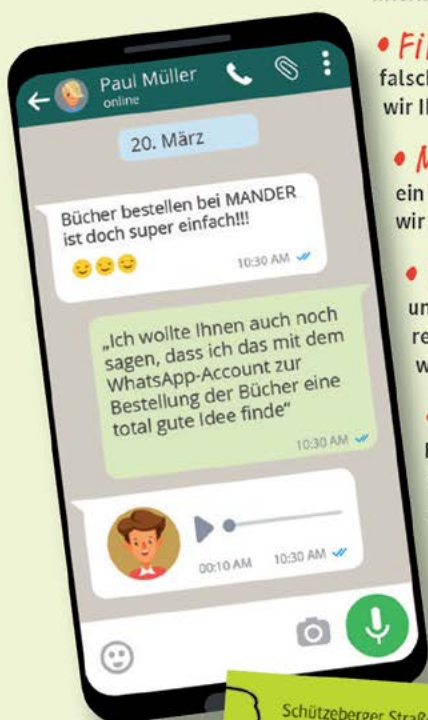 Paul Müller
online
20. März
Bücher bestellen bei MANDER
ist doch super einfach!!!
10:30 AM
„Ich wollte Ihnen auch noch
sagen, dass ich das mit dem
WhatsApp-Account zur
Bestellung der Bücher eine
total gute Idee finde“
10:30 AM
00:10 AM 10:30 AM
falsch
wir
ein
wir
un
re
w
Schützeberger